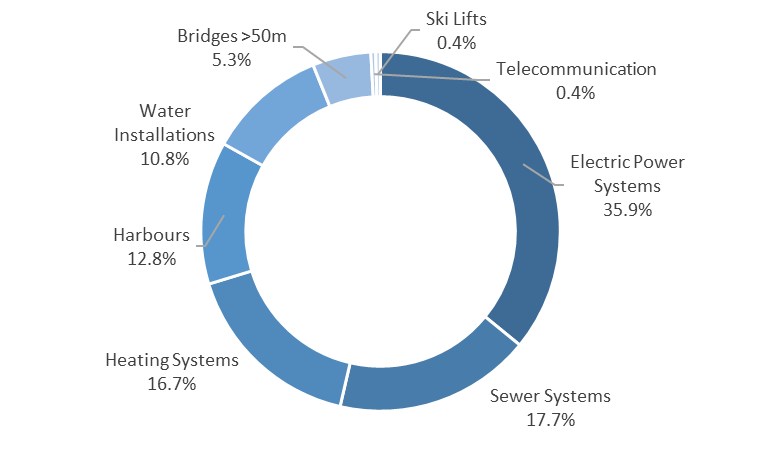 Ski Lifts
0.4%
Telecommunication
0.4%
Electric Power
Systems
35.9%
Sewer Systems
17.7%
Heating Systems
16.7%
Harbours
12.8%
Water
Installations
10.8%
Bridges >50m
5.3%